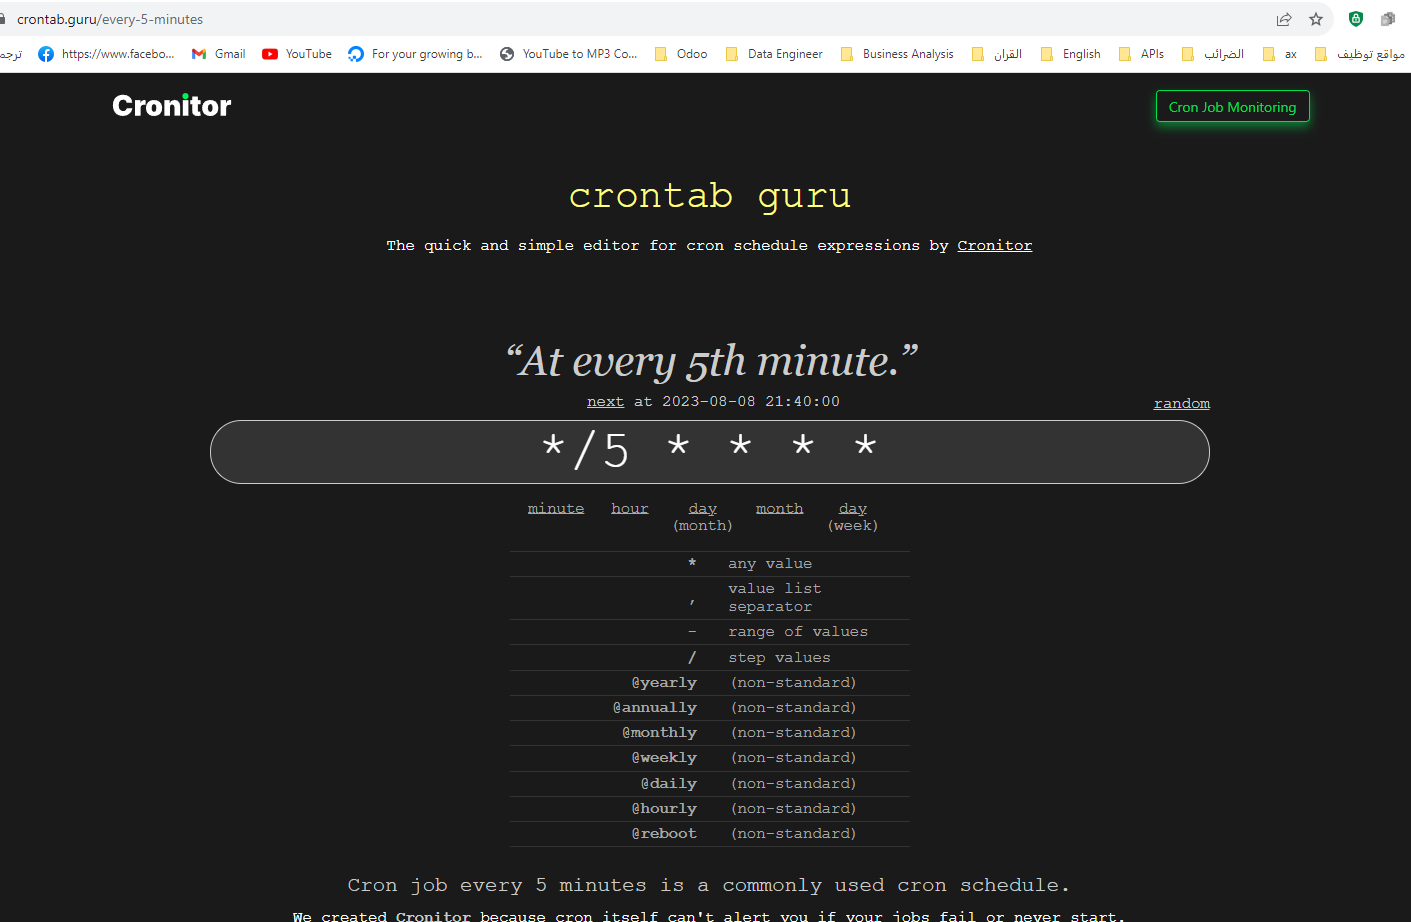 crontab.guru/every-5-minutes
https://www.facebo... Gmail YouTube For your growing b... YouTube to MP3 Co... Odoo Data Engineer Business Analysis القران English APIs الضرائب ax مواقع توظيف
Cronitor
Cron Job Monitoring
crontab guru
The quick and simple editor for cron schedule expressions by Cronitor
“At every 5th minute.”
next at 2023-08-08 21:40:00
random
*/5 * * * *
minute hour day (month) month day (week)
* any value
, value list separator
- range of values
/ step values
@yearly (non-standard)
@annually (non-standard)
@monthly (non-standard)
@weekly (non-standard)
@daily (non-standard)
@hourly (non-standard)
@reboot (non-standard)
Cron job every 5 minutes is a commonly used cron schedule.
We created Cronitor because cron itself can't alert you if your jobs fail or never start.